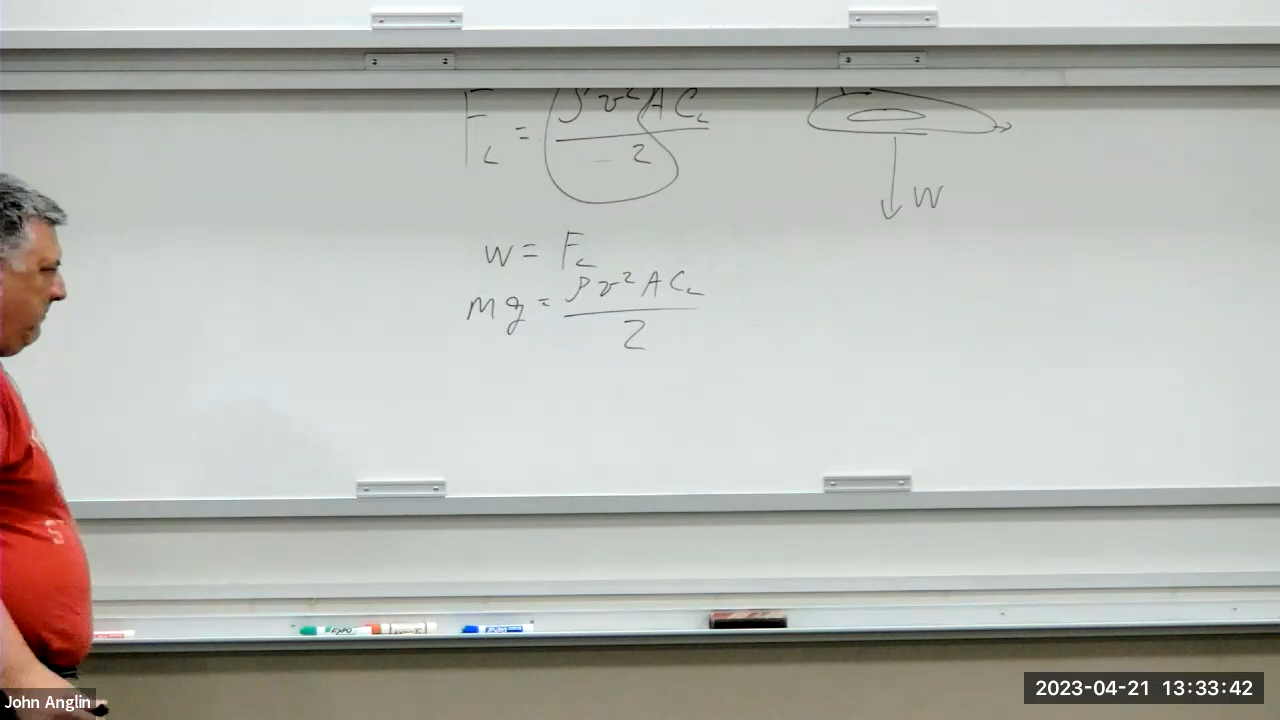 F_L = ρv²AC_L / 2
W
W = F_L
mg = ρv²AC_L / 2
EXPO
John Anglin
2023-04-21 13:33:42